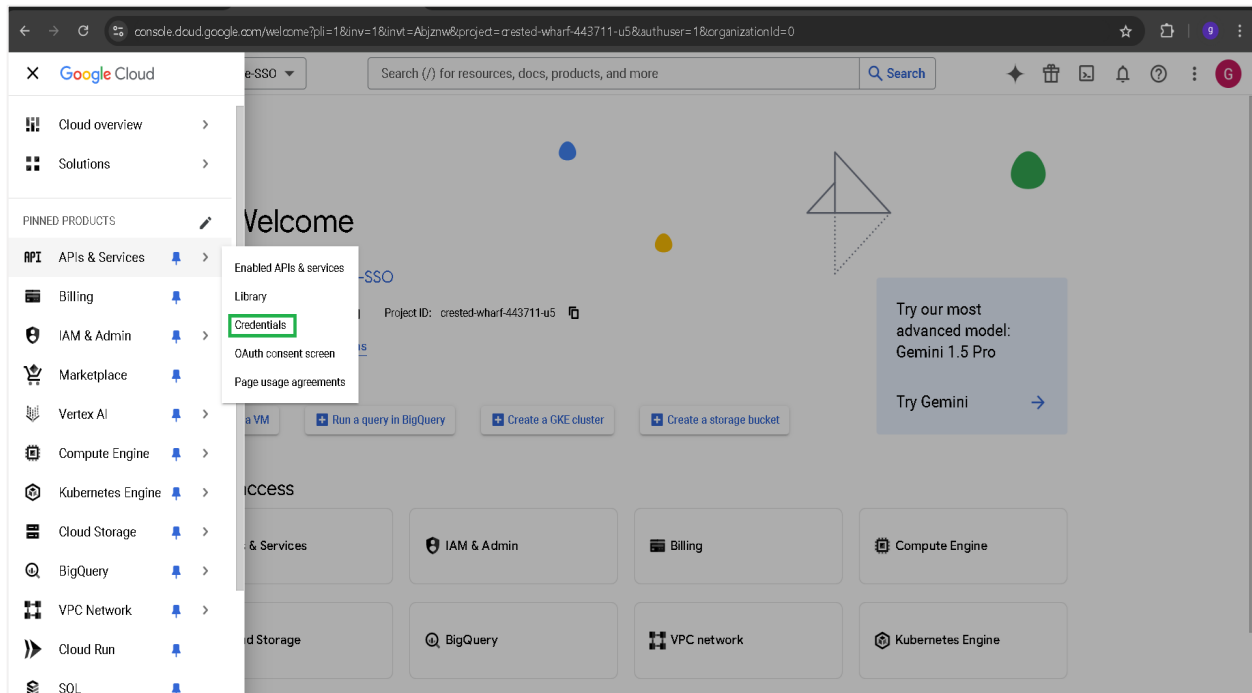 console.cloud.google.com/welcome?pli=1&inv=1&invt=Abjznw&project=crested-wharf-443711-u5&authuser=1&organizationId=0
g
Google Cloud
e-SSO
Search (/) for resources, docs, products, and more
Search
G
Cloud overview
Solutions
PINNED PRODUCTS
API APIs & Services
Billing
IAM & Admin
Marketplace
Vertex AI
Compute Engine
Kubernetes Engine
Cloud Storage
BigQuery
VPC Network
Cloud Run
SQL
Enabled APIs & services
Library
Credentials
OAuth consent screen
Page usage agreements
Welcome
-SSO
Project ID: crested-wharf-443711-u5
ns
a VM
Run a query in BigQuery
Create a GKE cluster
Create a storage bucket
Try our most
advanced model:
Gemini 1.5 Pro
Try Gemini
ccess
& Services
IAM & Admin
Billing
Compute Engine
d Storage
BigQuery
VPC network
Kubernetes Engine